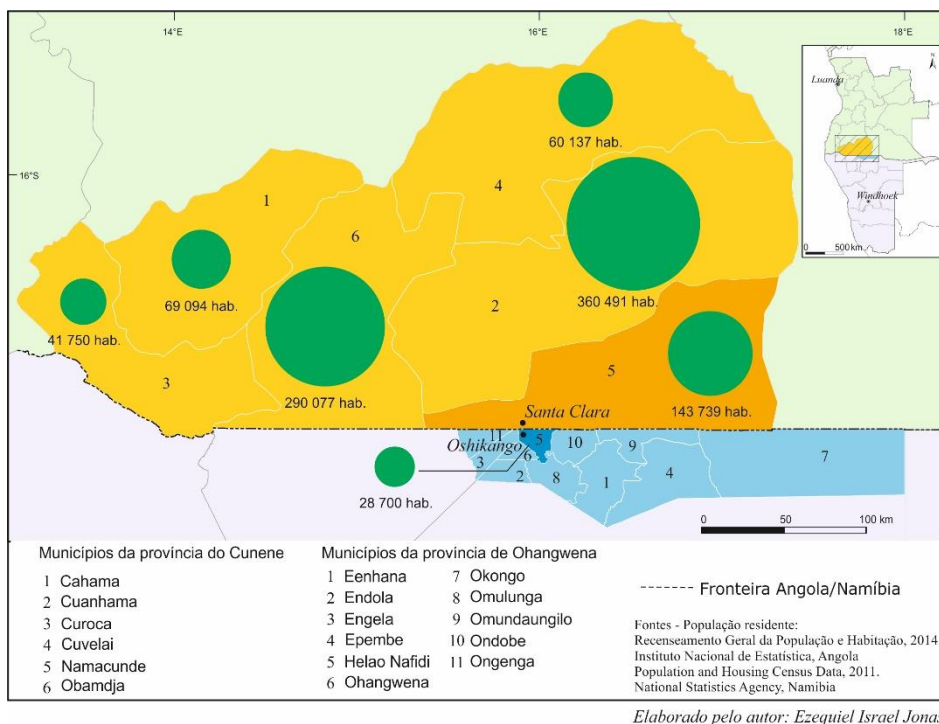 14°E
16°E
18°E
16°S
Luanda
N
Windhoek
0 500 km
60 137 hab.
4
1
6
360 491 hab.
2
69 094 hab.
41 750 hab.
3
290 077 hab.
5
143 739 hab.
Santa Clara
Oshikango
11
5
10
9
7
3
6
2
8
1
4
28 700 hab.
0 50 100 km
Municípios da província do Cunene
1 Cahama
2 Cuanhama
3 Curoca
4 Cuvelai
5 Namacunde
6 Obamdja
Municípios da província de Ohangwena
1 Eenhana
2 Endola
3 Engela
4 Epembe
5 Helao Nafidi
6 Ohangwena
7 Okongo
8 Omulunga
9 Omundaungilo
10 Ondobe
11 Ongenga
Fronteira Angola/Namíbia
Fontes - População residente:
Recenseamento Geral da População e Habitação, 2014
Instituto Nacional de Estatística, Angola
Population and Housing Census Data, 2011.
National Statistics Agency, Namibia
Elaborado pelo autor: Ezequiel Israel Jona